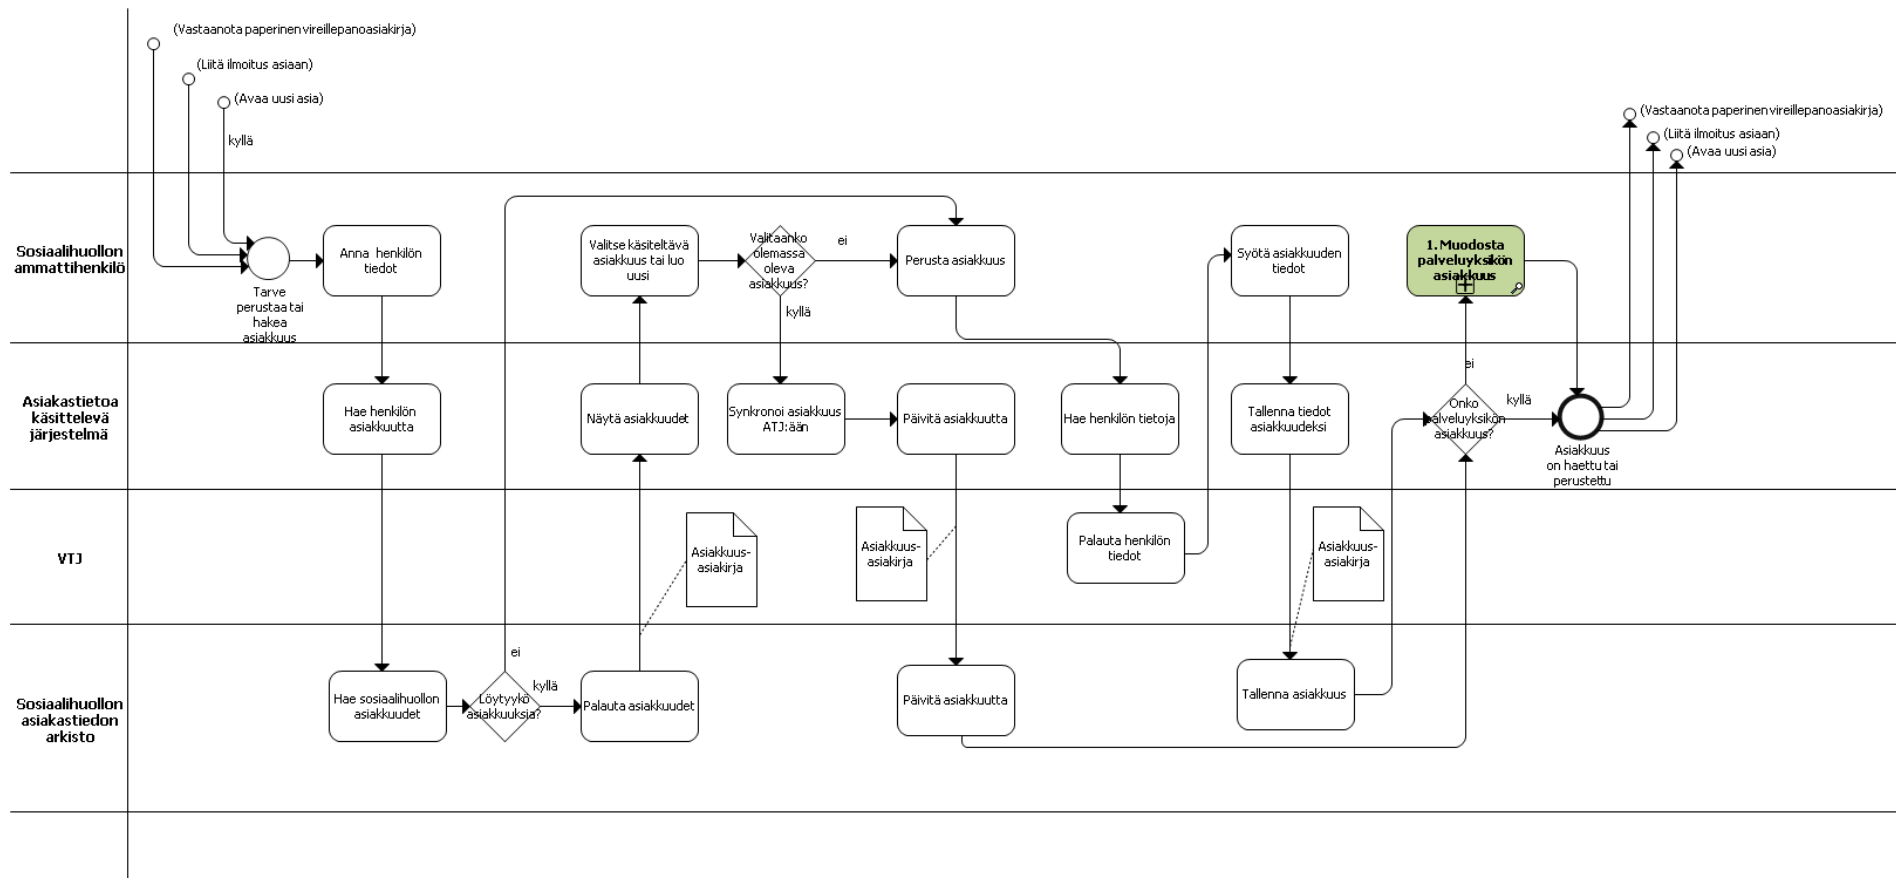 (Vastaanota paperinen vireillepanoasiakirja)
(Liitä ilmoitus asiaan)
(Avaa uusi asia)
kyllä
(Vastaanota paperinen vireillepanoasiakirja)
(Liitä ilmoitus asiaan)
(Avaa uusi asia)
Sosiaalihuollon
ammattihenkilö
Tarve
perustaa tai
hakea
asiakkuus
Anna henkilön
tiedot
Valitse käsiteltävä
asiakkuus tai luo
uusi
Valitaanko
olemassa
oleva
asiakkuus?
ei
kyllä
Perusta asiakkuus
Syötä asiakkuuden
tiedot
1. Muodosta
palveluyksikön
asiakkuus
Asiakastietoa
käsittelevä
järjestelmä
Hae henkilön
asiakkuutta
Näytä asiakkuudet
Synkronoi asiakkuus
ATJ:ään
Päivitä asiakkuutta
Hae henkilön tietoja
Tallenna tiedot
asiakkuudeksi
ei
Onko
palveluyksikön
asiakkuus?
kyllä
Asiakkuus
on haettu tai
perustettu
VTJ
Asiakkuus-
asiakirja
Asiakkuus-
asiakirja
Palauta henkilön
tiedot
Asiakkuus-
asiakirja
Sosiaalihuollon
asiakastiedon
arkisto
Hae sosiaalihuollon
asiakkuudet
ei
Löytyykö
asiakkuuksia?
kyllä
Palauta asiakkuudet
Päivitä asiakkuutta
Tallenna asiakkuus